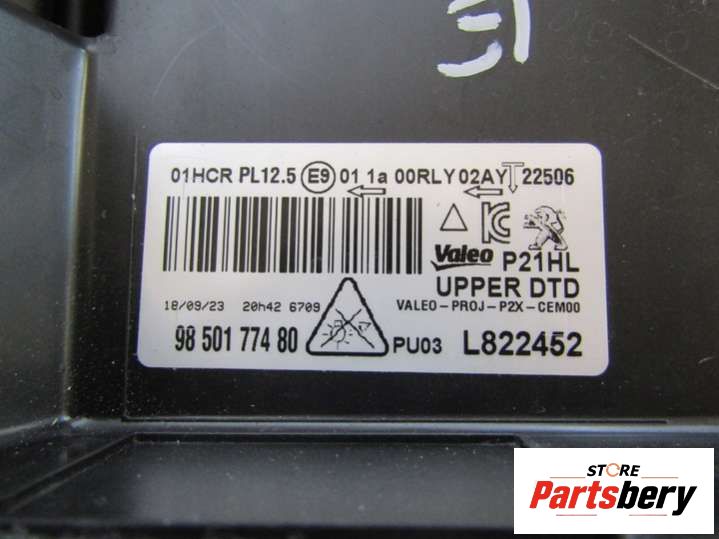 01HCR PL12.5 E9 01 1a 00RLY 02AY 22506
Valeo P21HL
UPPER DTD
18/09/23 20h42 6709
VALEO-PROJ-P2X-CEM00
98 501 774 80
PU03 L822452
STORE
Partsbery